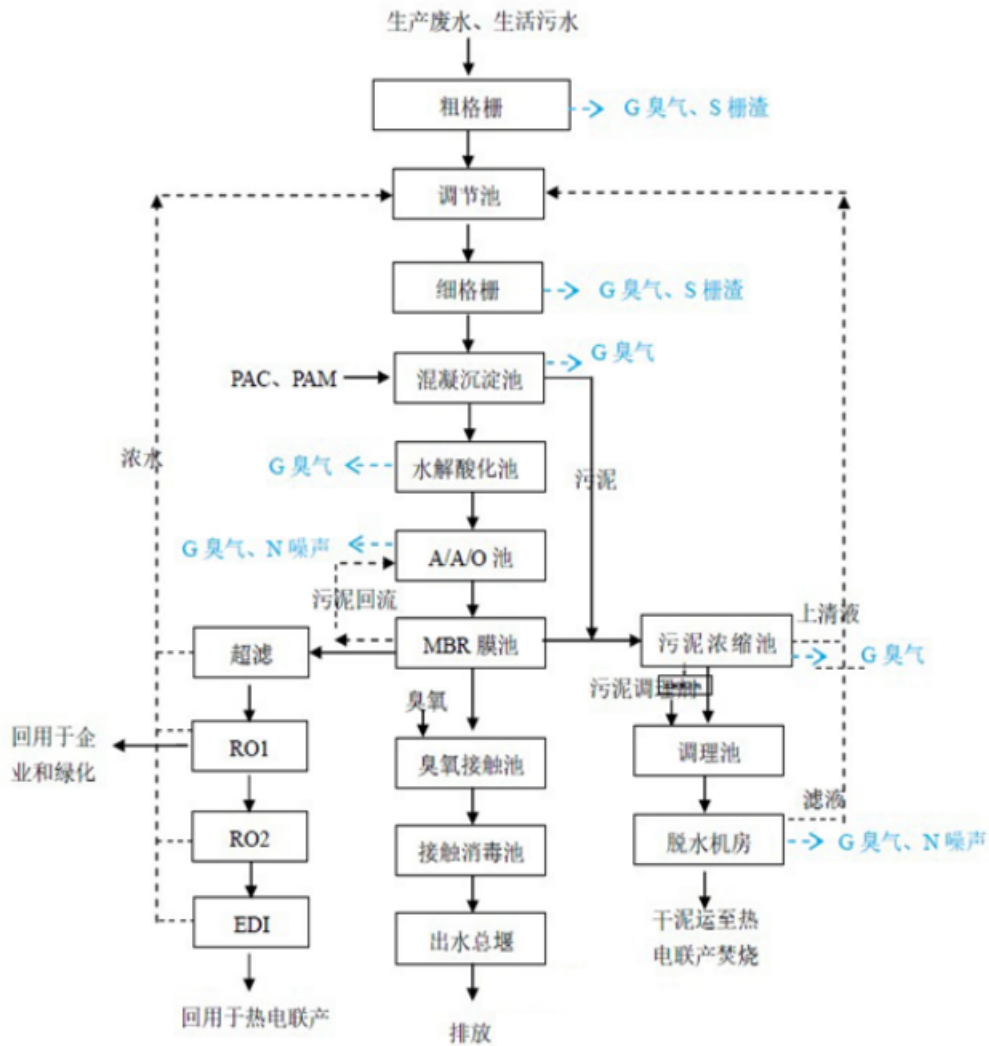 生产废水、生活污水
粗格栅
G 臭气、S 栅渣
调节池
细格栅
G 臭气、S 栅渣
G 臭气
PAC、PAM
混凝沉淀池
浓水
G 臭气
水解酸化池
污泥
G 臭气、N 噪声
A/A/O 池
污泥回流
上清液
超滤
MBR 膜池
污泥浓缩池
G 臭气
污泥调理剂
臭氧
回用于企
业和绿化
RO1
臭氧接触池
调理池
滤液
RO2
接触消毒池
脱水机房
G 臭气、N 噪声
EDI
出水总堰
干泥运至热
电联产焚烧
回用于热电联产
排放